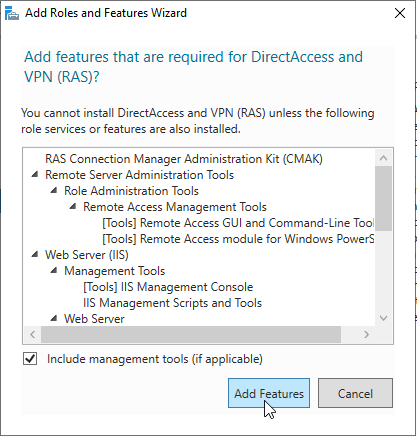 Add Roles and Features Wizard
Add features that are required for DirectAccess and
VPN (RAS)?
You cannot install DirectAccess and VPN (RAS) unless the following
role services or features are also installed.
RAS Connection Manager Administration Kit (CMAK)
Remote Server Administration Tools
Role Administration Tools
Remote Access Management Tools
[Tools] Remote Access GUI and Command-Line Tool
[Tools] Remote Access module for Windows PowerS
Web Server (IIS)
Management Tools
[Tools] IIS Management Console
IIS Management Scripts and Tools
Web Server
Include management tools (if applicable)
Add Features
Cancel